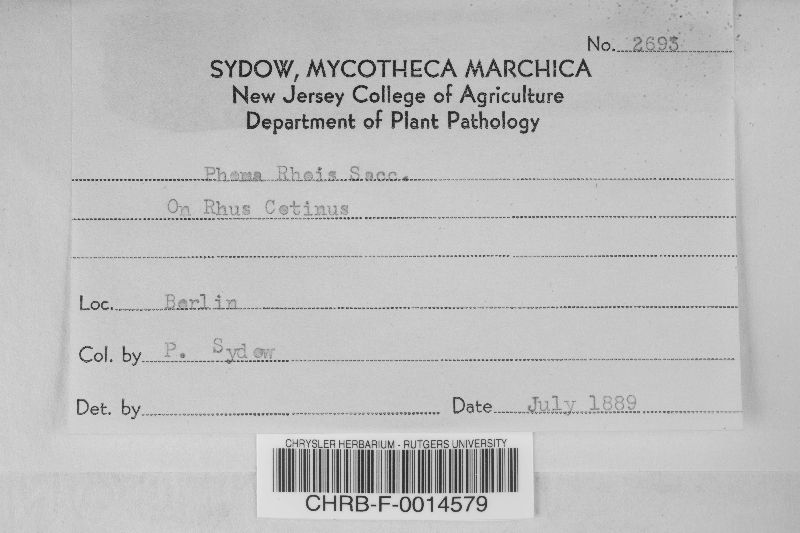 No. 2693
SYDOW, MYCOTHECA MARCHICA
New Jersey College of Agriculture
Department of Plant Pathology
Phoma Rhois Sacc.
On Rhus Cotinus
Loc. Berlin
Col. by P. Sydow
Det. by
Date July 1889
CHRYSLER HERBARIUM - RUTGERS UNIVERSITY
CHRB-F-0014579